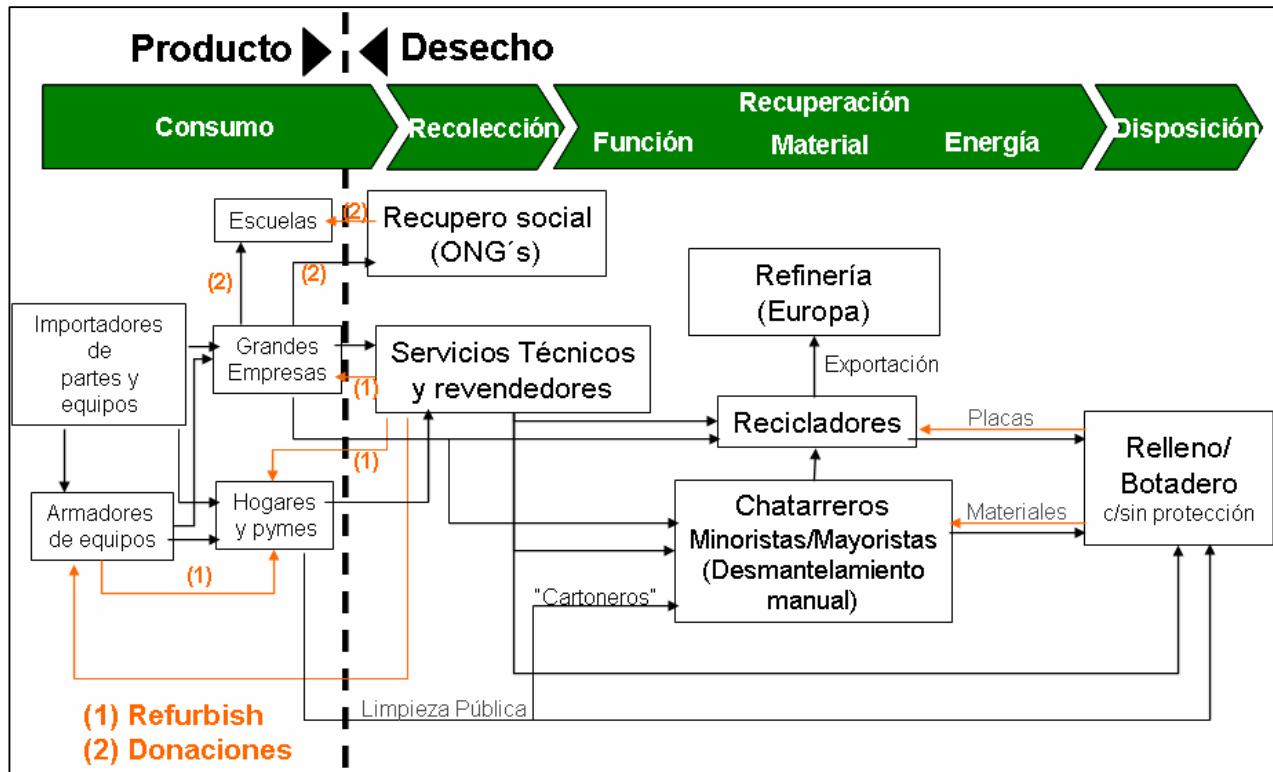 Producto
Desecho
Consumo
Recolección
Recuperación
Función
Material
Energía
Disposición
Escuelas
(2)
Recupero social
(ONG´s)
(2)
(2)
Refinería
(Europa)
Importadores
de
partes y
equipos
Grandes
Empresas
(1)
Servicios Técnicos
y revendedores
Exportación
Recicladores
Placas
Relleno/
Botadero
c/sin protección
(1)
Hogares
y pymes
Armadores
de equipos
(1)
Chatarreros
Minoristas/Mayoristas
(Desmantelamiento
manual)
Materiales
"Cartoneros"
Limpieza Pública
(1) Refurbish
(2) Donaciones